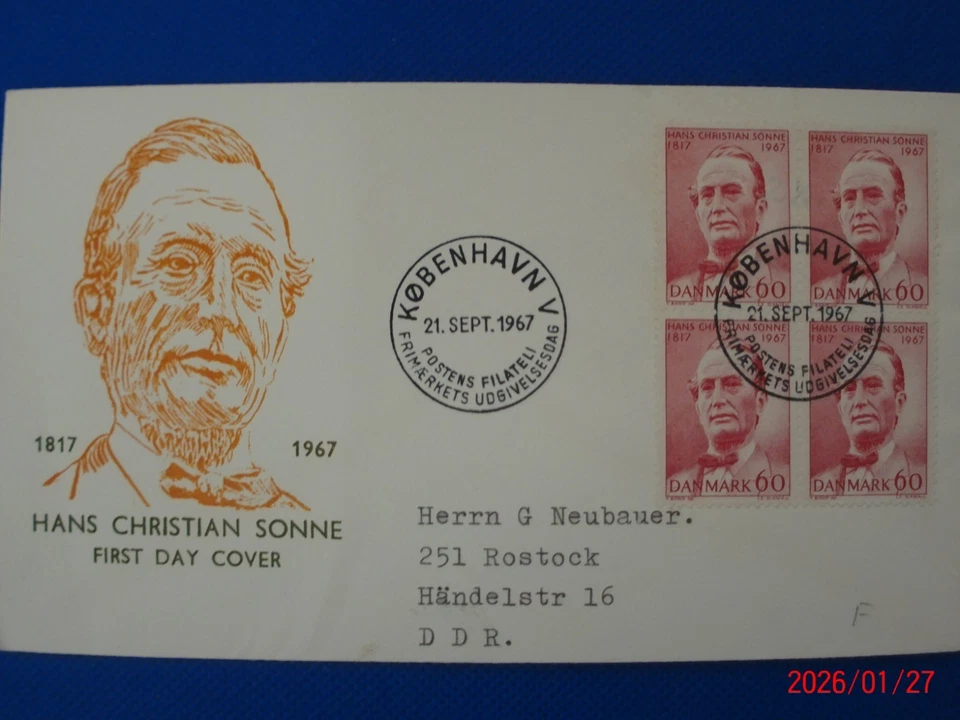 1817
1967
HANS CHRISTIAN SONNE
FIRST DAY COVER
KØBENHAVN V
21. SEPT. 1967
POSTENS FILATELI
FRIMÆRKETS UDGIVELSESDAG
HANS CHRISTIAN SONNE
1817 1967
DANMARK 60
HANS CHRISTIAN SONNE
1817 1967
DANMARK 60
KØBENHAVN V
21. SEPT. 1967
POSTENS FILATELI
FRIMÆRKETS UDGIVELSESDAG
HANS CHRISTIAN SONNE
1817 1967
DANMARK 60
HANS CHRISTIAN SONNE
1817 1967
DANMARK 60
Herrn G Neubauer.
251 Rostock
Händelstr 16
D D R.
F
2026/01/27